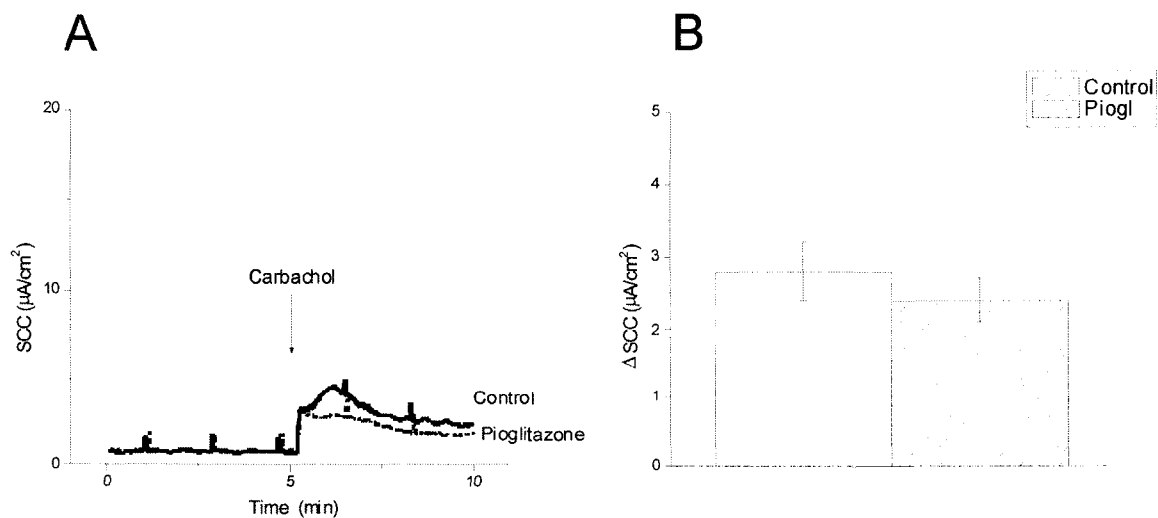 A
20
10
0
SCC (µA/cm²)
Carbachol
Control
Pioglitazone
0
5
10
Time (min)
B
Control
Piogl
5
4
3
2
1
0
Δ SCC (µA/cm²)